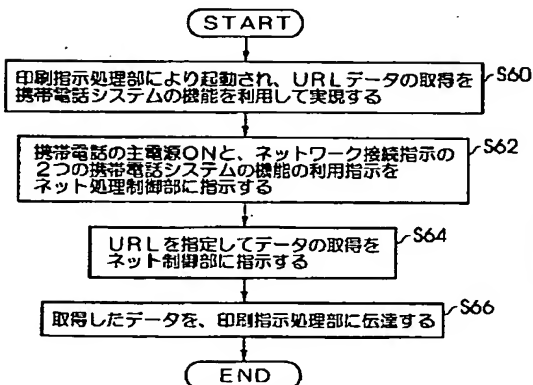 START
印刷指示処理部により起動され、URLデータの取得を
携帯電話システムの機能を利用して実現する
S60
携帯電話の主電源ONと、ネットワーク接続指示の
２つの携帯電話システムの機能の利用指示を
ネット処理制御部に指示する
S62
URLを指定してデータの取得を
ネット制御部に指示する
S64
取得したデータを、印刷指示処理部に伝達する
S66
END